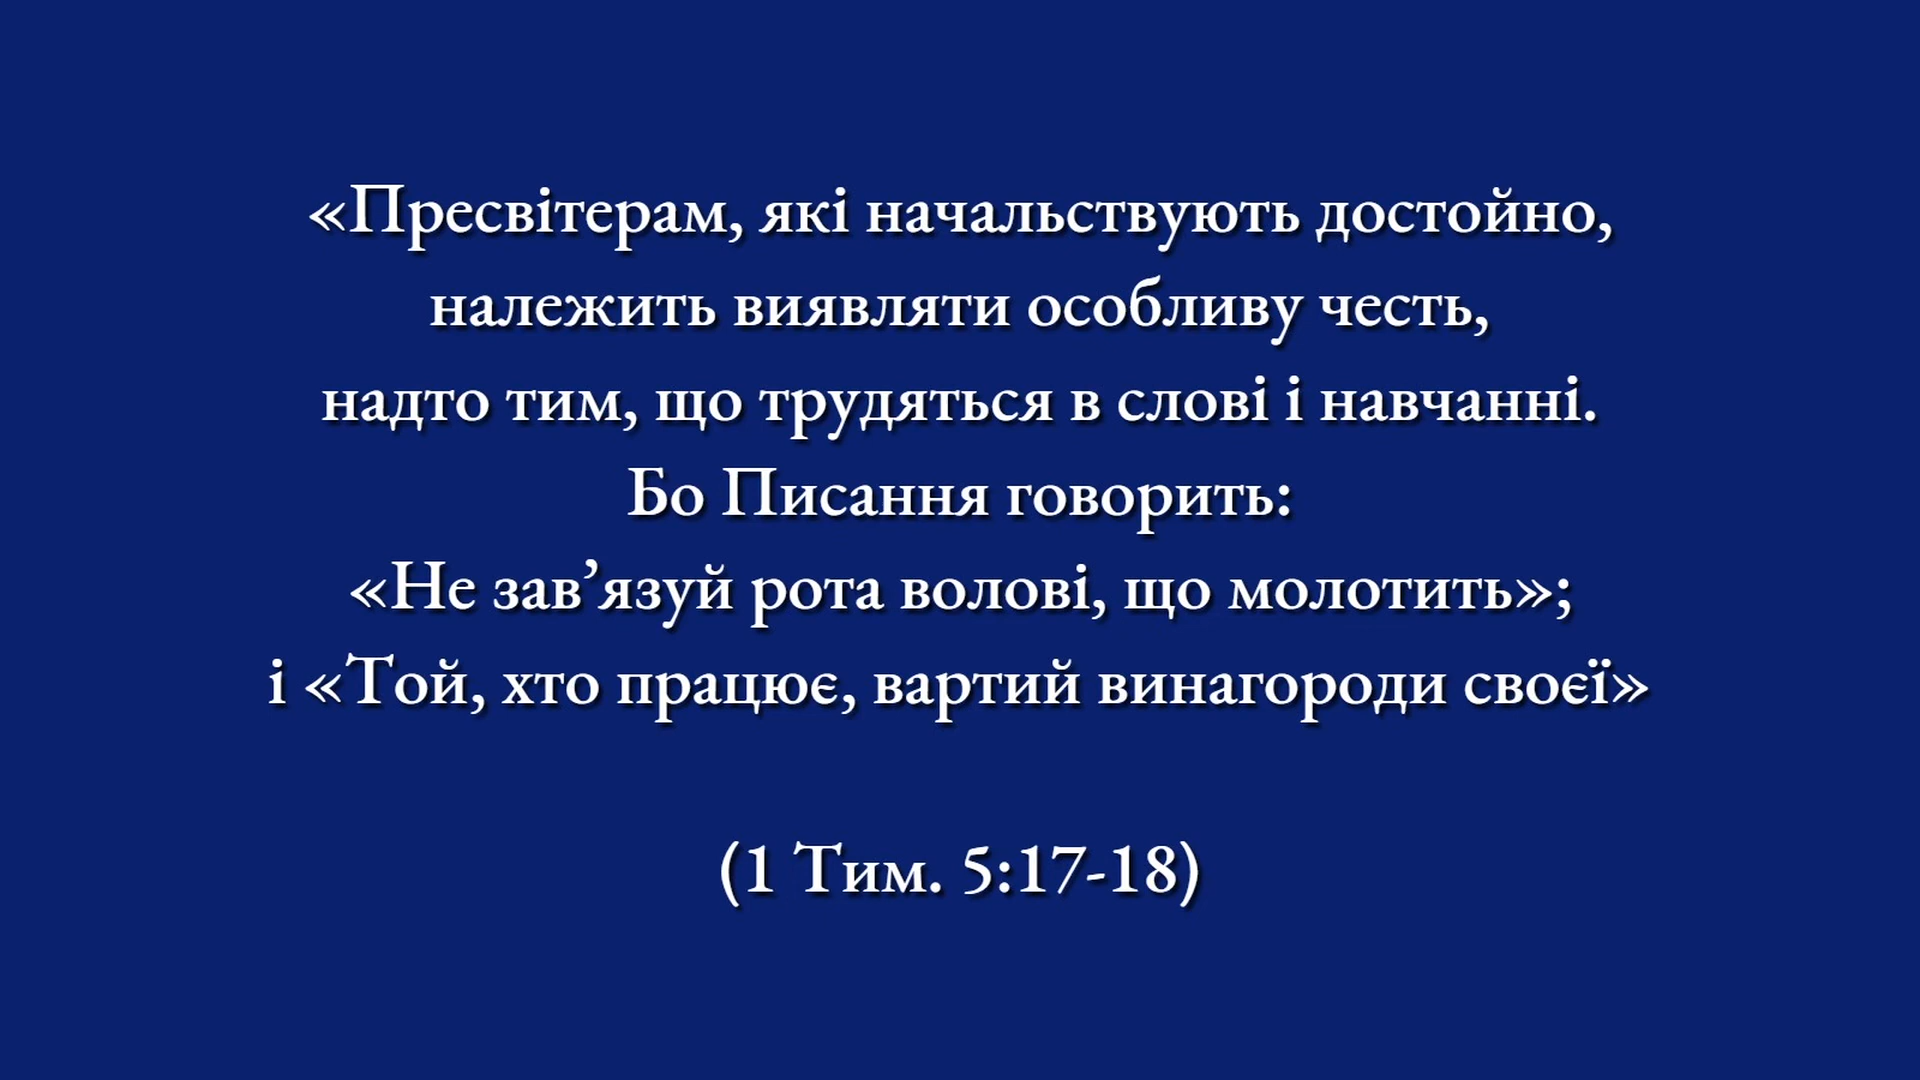 «Пресвітерам, які начальствують достойно,
належить виявляти особливу честь,
надто тим, що трудяться в слові і навчанні.
Бо Писання говорить:
«Не зав’язуй рота волові, що молотить»;
і «Той, хто працює, вартий винагороди своєї»
(1 Тим. 5:17-18)